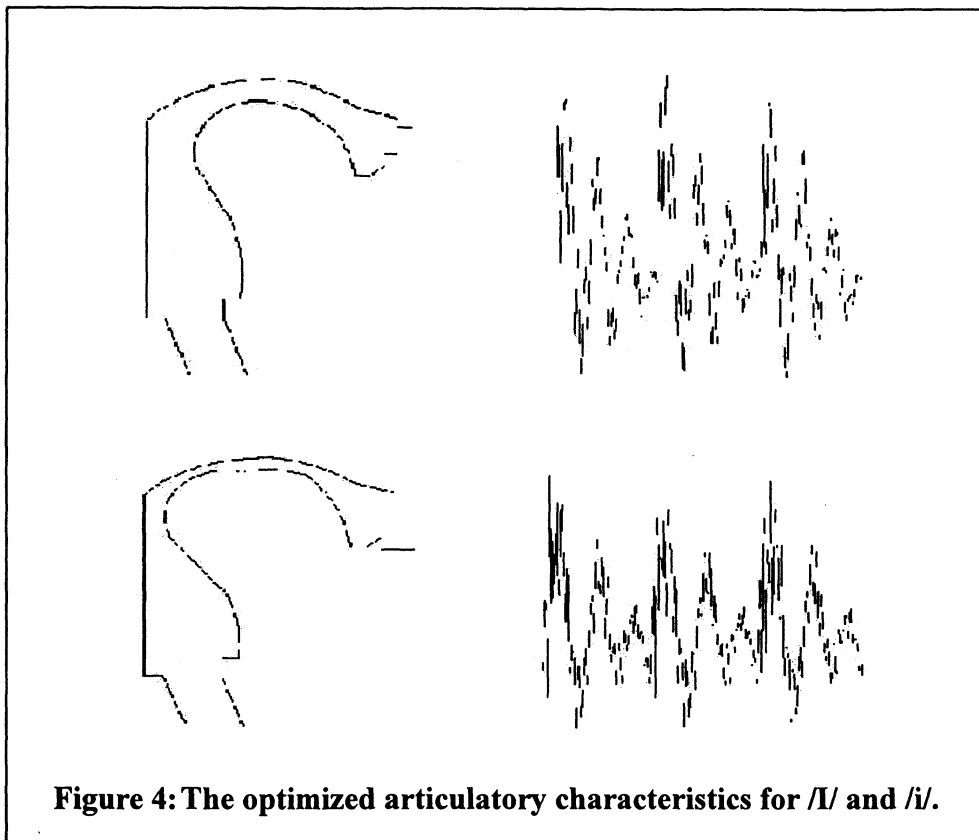 Figure 4: The optimized articulatory characteristics for /I/ and /i/.